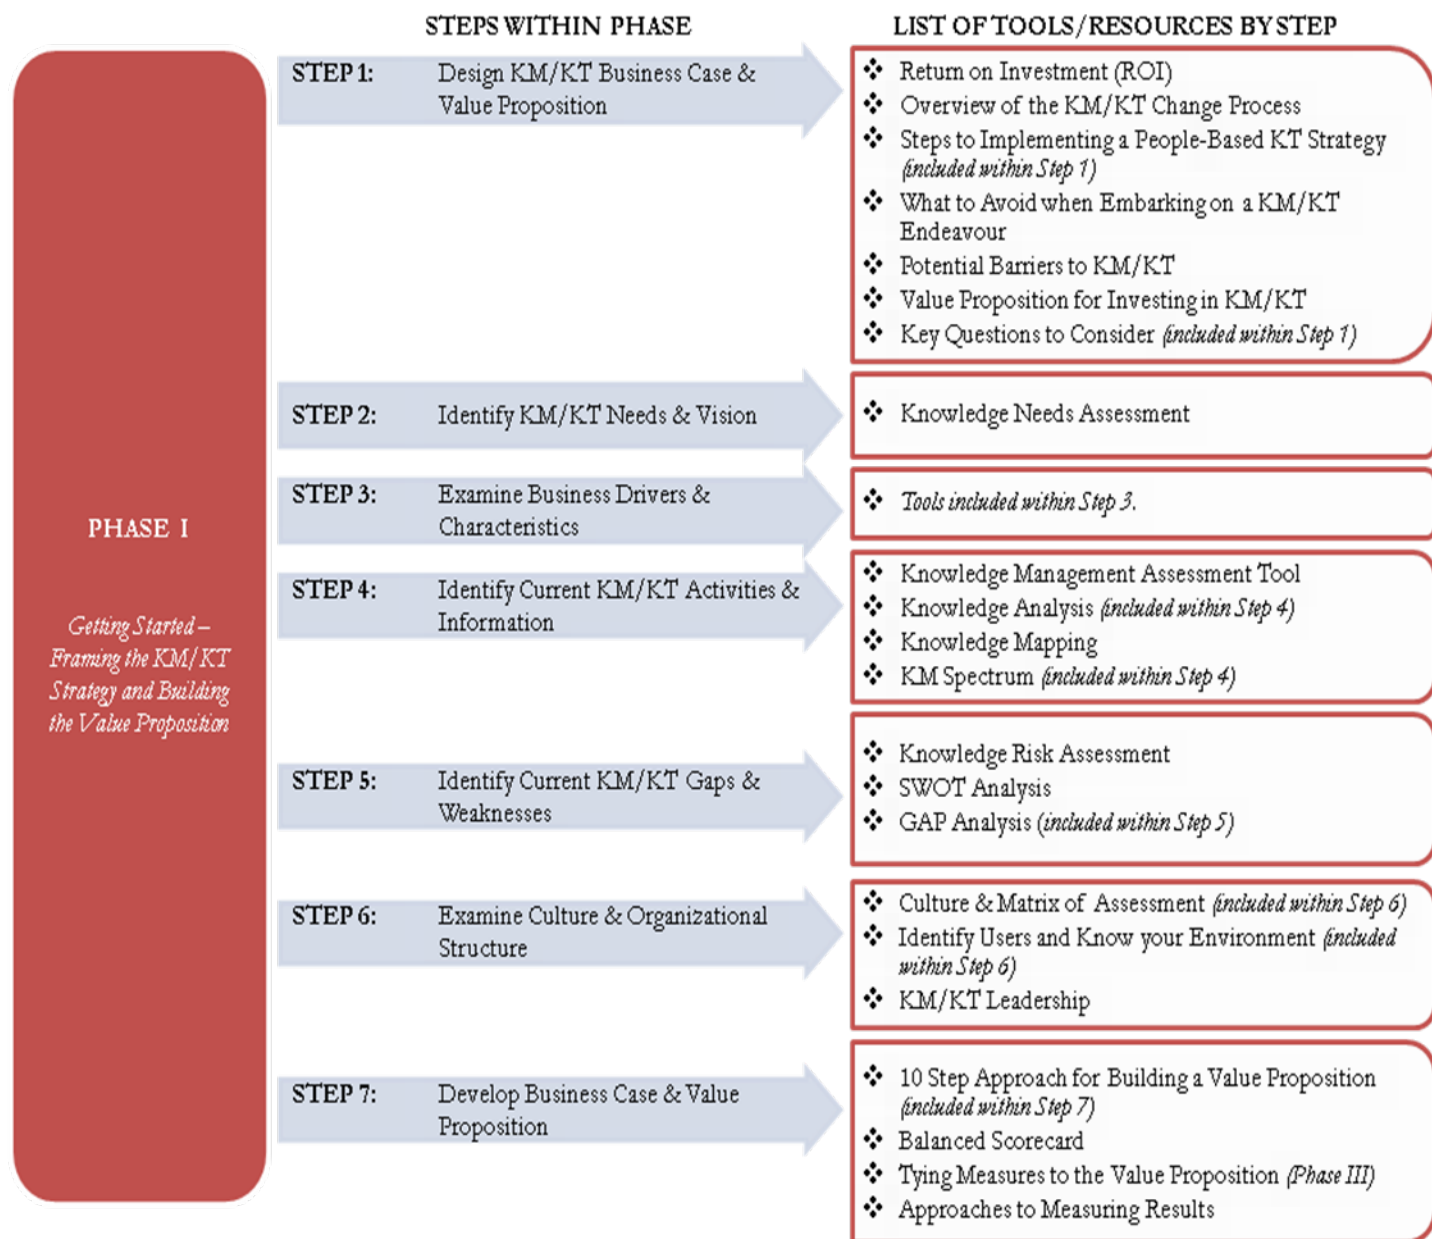 STEPS WITHIN PHASE
LIST OF TOOLS/RESOURCES BY STEP
PHASE I
Getting Started –
Framing the KM/KT
Strategy and Building
the Value Proposition
STEP 1:
Design KM/KT Business Case &
Value Proposition
❖ Return on Investment (ROI)
❖ Overview of the KM/KT Change Process
❖ Steps to Implementing a People-Based KT Strategy
(included within Step 1)
❖ What to Avoid when Embarking on a KM/KT
Endeavour
❖ Potential Barriers to KM/KT
❖ Value Proposition for Investing in KM/KT
❖ Key Questions to Consider (included within Step 1)
STEP 2:
Identify KM/KT Needs & Vision
❖ Knowledge Needs Assessment
STEP 3:
Examine Business Drivers &
Characteristics
❖ Tools included within Step 3.
STEP 4:
Identify Current KM/KT Activities &
Information
❖ Knowledge Management Assessment Tool
❖ Knowledge Analysis (included within Step 4)
❖ Knowledge Mapping
❖ KM Spectrum (included within Step 4)
STEP 5:
Identify Current KM/KT Gaps &
Weaknesses
❖ Knowledge Risk Assessment
❖ SWOT Analysis
❖ GAP Analysis (included within Step 5)
STEP 6:
Examine Culture & Organizational
Structure
❖ Culture & Matrix of Assessment (included within Step 6)
❖ Identify Users and Know your Environment (included
within Step 6)
❖ KM/KT Leadership
STEP 7:
Develop Business Case & Value
Proposition
❖ 10 Step Approach for Building a Value Proposition
(included within Step 7)
❖ Balanced Scorecard
❖ Tying Measures to the Value Proposition (Phase III)
❖ Approaches to Measuring Results